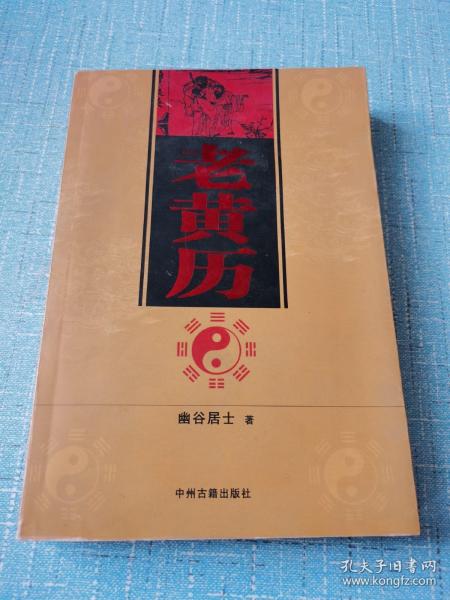 老黄历
幽谷居士 著
中州古籍出版社
孔夫子旧书网
www.kongfz.com